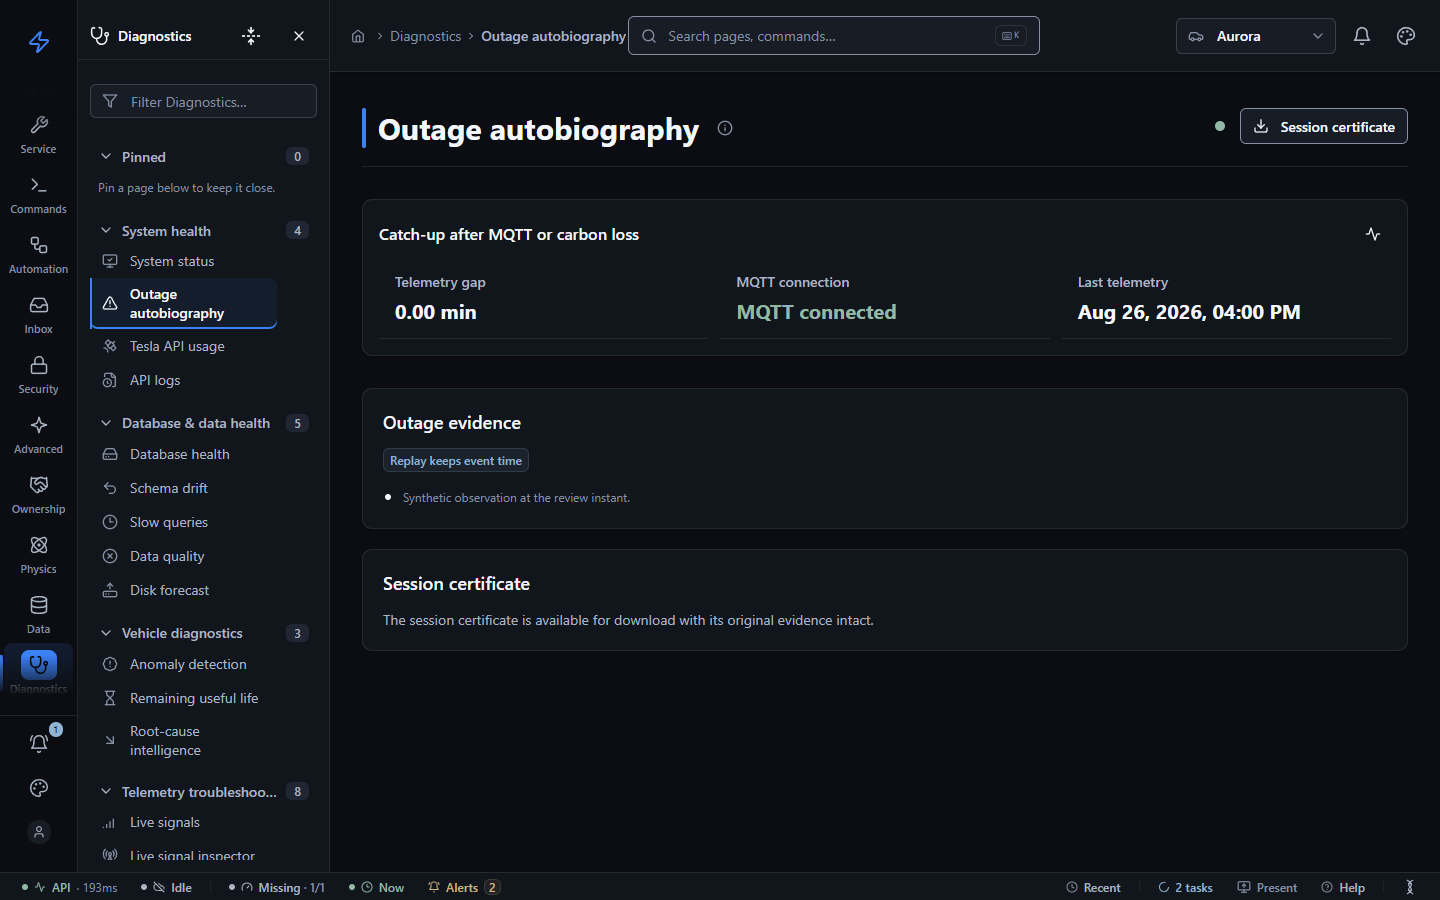 Diagnostics
Diagnostics
Outage autobiography
Search pages, commands...
K
Aurora
Service
Commands
Automation
Inbox
Security
Advanced
Ownership
Physics
Data
Diagnostics
1
Filter Diagnostics...
Pinned 0
Pin a page below to keep it close.
System health 4
System status
Outage
autobiography
Tesla API usage
API logs
Database & data health 5
Database health
Schema drift
Slow queries
Data quality
Disk forecast
Vehicle diagnostics 3
Anomaly detection
Remaining useful life
Root-cause
intelligence
Telemetry troubleshoo... 8
Live signals
Live signal inspector
Outage autobiography
Session certificate
Catch-up after MQTT or carbon loss
Telemetry gap
0.00 min
MQTT connection
MQTT connected
Last telemetry
Aug 26, 2026, 04:00 PM
Outage evidence
Replay keeps event time
Synthetic observation at the review instant.
Session certificate
The session certificate is available for download with its original evidence intact.
API · 193ms
Idle
Missing · 1/1
Now
Alerts 2
Recent
2 tasks
Present
Help